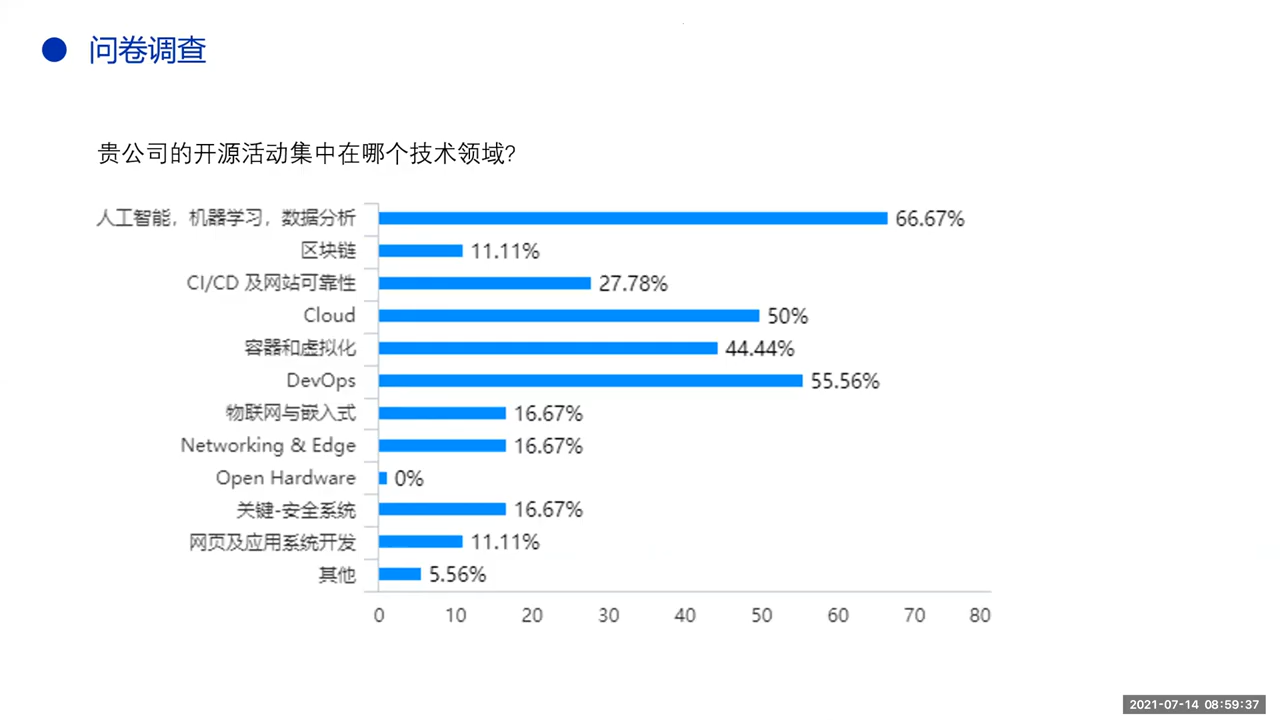 问卷调查
贵公司的开源活动集中在哪个技术领域?
人工智能，机器学习，数据分析 66.67%
区块链 11.11%
CI/CD 及网站可靠性 27.78%
Cloud 50%
容器和虚拟化 44.44%
DevOps 55.56%
物联网与嵌入式 16.67%
Networking & Edge 16.67%
Open Hardware 0%
关键-安全系统 16.67%
网页及应用系统开发 11.11%
其他 5.56%
0 10 20 30 40 50 60 70 80
2021-07-14 08:59:37